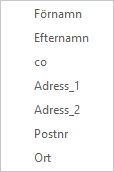 Förnamn
Efternamn
co
Adress_1
Adress_2
Postnr
Ort